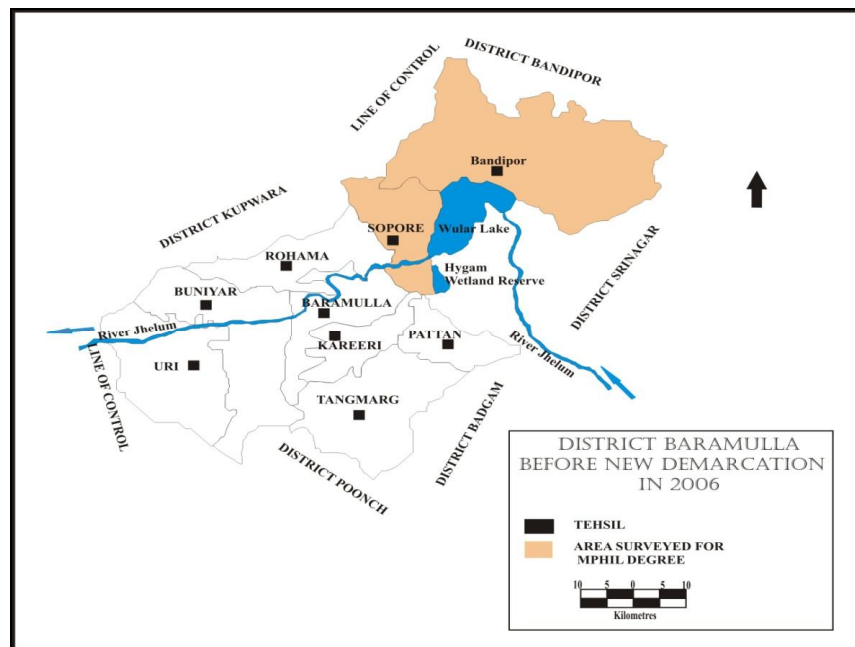 LINE OF CONTROL
DISTRICT BANDIPOR
Bandipor
DISTRICT KUPWARA
SOPORE
Wular Lake
ROHAMA
Hygam
Wetland Reserve
DISTRICT SRINAGAR
BUNIYAR
BARAMULLA
River Jhelum
KAREERI
PATTAN
River Jhelum
LINE OF CONTROL
URI
TANGMARG
DISTRICT BADGAM
DISTRICT POONCH
DISTRICT BARAMULLA
BEFORE NEW DEMARCATION
IN 2006
TEHSIL
AREA SURVEYED FOR
MPHIL DEGREE
10 5 0 5 10
Kilometres